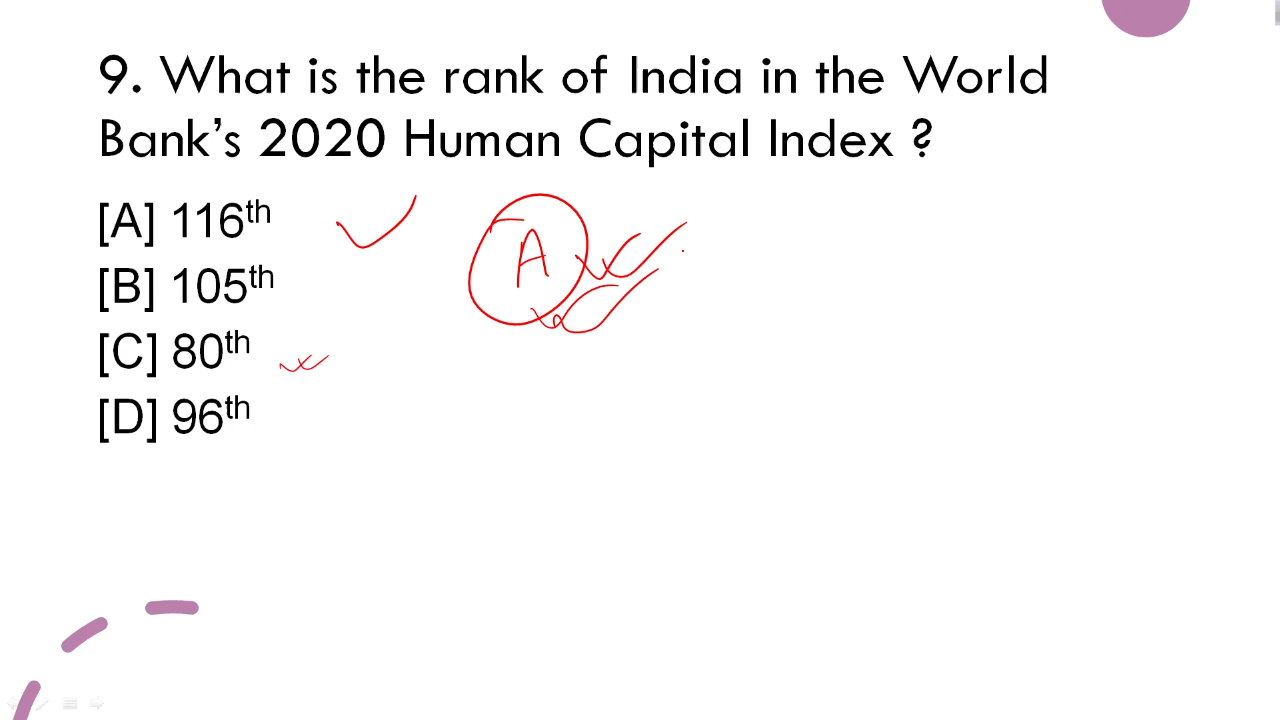 9. What is the rank of India in the World
Bank’s 2020 Human Capital Index ?
[A] 116th
A
[B] 105th
[C] 80th
[D] 96th